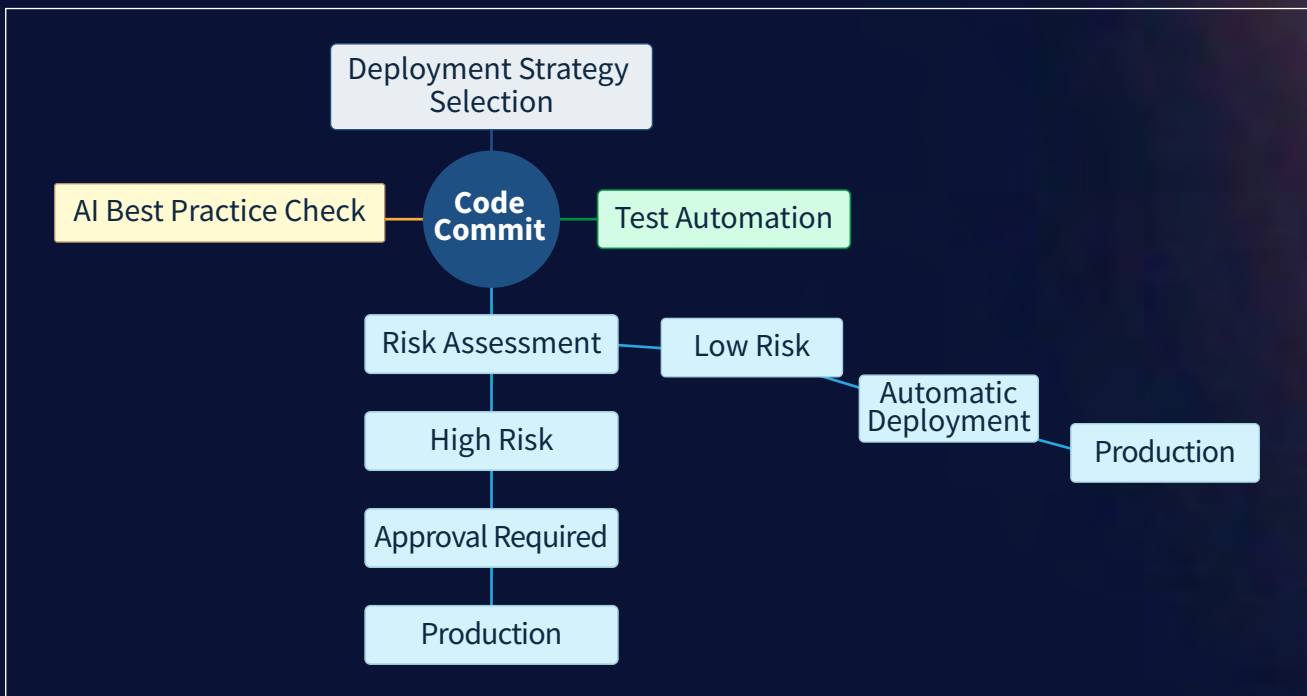 Deployment Strategy
Selection
AI Best Practice Check
Code
Commit
Test Automation
Risk Assessment
Low Risk
Automatic
Deployment
Production
High Risk
Approval Required
Production